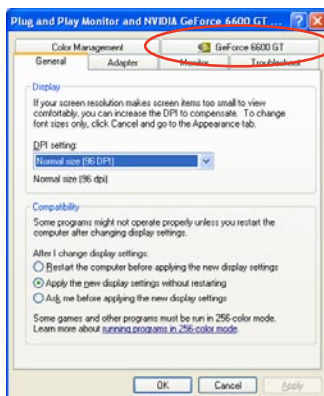 Plug and Play Monitor and NVIDIA GeForce 6600 GT ...
Color Management
GeForce 6600 GT
General
Adapter
Monitor
Troubleshoot
Display
If your screen resolution makes screen items too small to view
comfortably, you can increase the DPI to compensate. To change
font sizes only, click Cancel and go to the Appearance tab.
DPI setting:
Normal size (96 DPI)
Normal size (96 dpi)
Compatibility
Some programs might not operate properly unless you restart the
computer after changing display settings.
After I change display settings:
Restart the computer before applying the new display settings
Apply the new display settings without restarting
Ask me before applying the new display settings
Some games and other programs must be run in 256-color mode.
Learn more about running programs in 256-color mode.
OK
Cancel
Apply